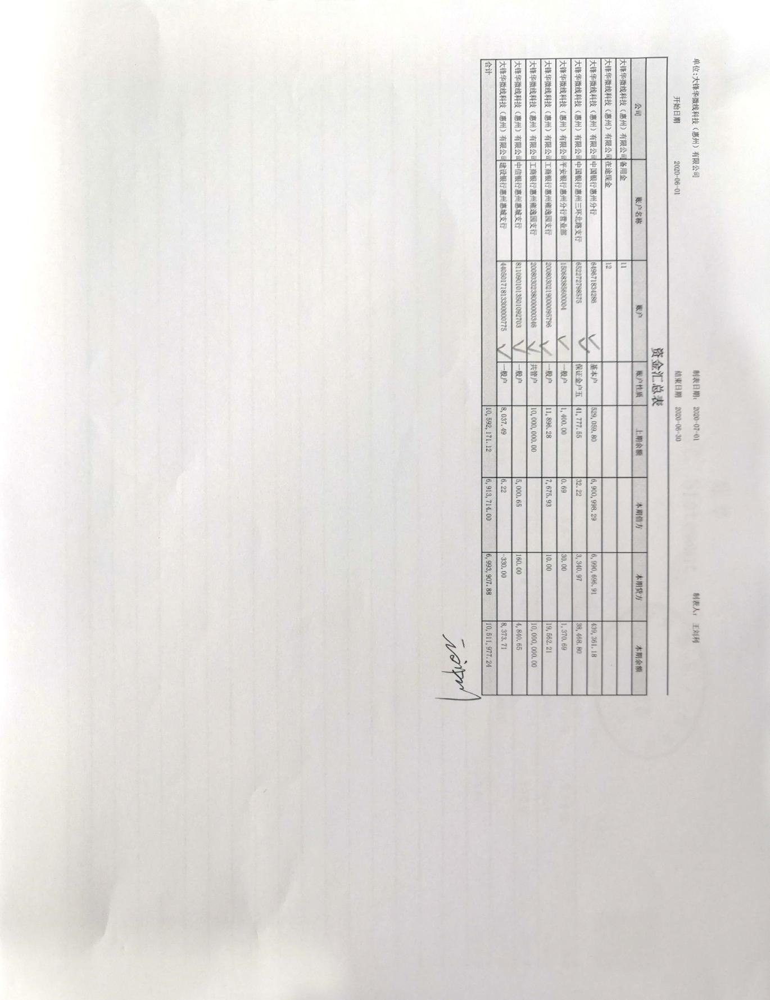 单位:大锋华微线科技（惠州）有限公司 制表日期: 2020-07-01 制表人: 王刘利
开始日期 2020-06-01 结束日期 2020-06-30
资金汇总表
公司 账户名称 账户 账户性质 上期余额 本期借方 本期贷方 本期余额
大锋华微线科技（惠州）有限公司 备用金 11
大锋华微线科技（惠州）有限公司 在途现金 12
大锋华微线科技（惠州）有限公司 中国银行惠州分行 649671834286 基本户 529,059.80 6,900,998.29 6,990,696.91 439,361.18
大锋华微线科技（惠州）有限公司 中国银行惠州三环北路支行 652272798575 保证金户五 41,777.55 32.22 3,340.97 38,468.80
大锋华微线科技（惠州）有限公司 平安银行惠州分行营业部 15068385600004 一般户 1,400.00 0.69 30.00 1,370.69
大锋华微线科技（惠州）有限公司 工商银行惠州雍逸园支行 2008030219000095796 一般户 11,896.28 7,675.93 10.00 19,562.21
大锋华微线科技（惠州）有限公司 工商银行惠州雍逸园支行 2008030238000000346 共管户 10,000,000.00 10,000,000.00
大锋华微线科技（惠州）有限公司 中信银行惠州惠城支行 8110901013501092703 一般户 5,000.65 160.00 4,840.65
大锋华微线科技（惠州）有限公司 建设银行惠州惠城支行 44050171813300000775 一般户 8,037.49 6.22 -330.00 8,373.71
合计 10,592,171.12 6,913,714.00 6,993,907.88 10,511,977.24